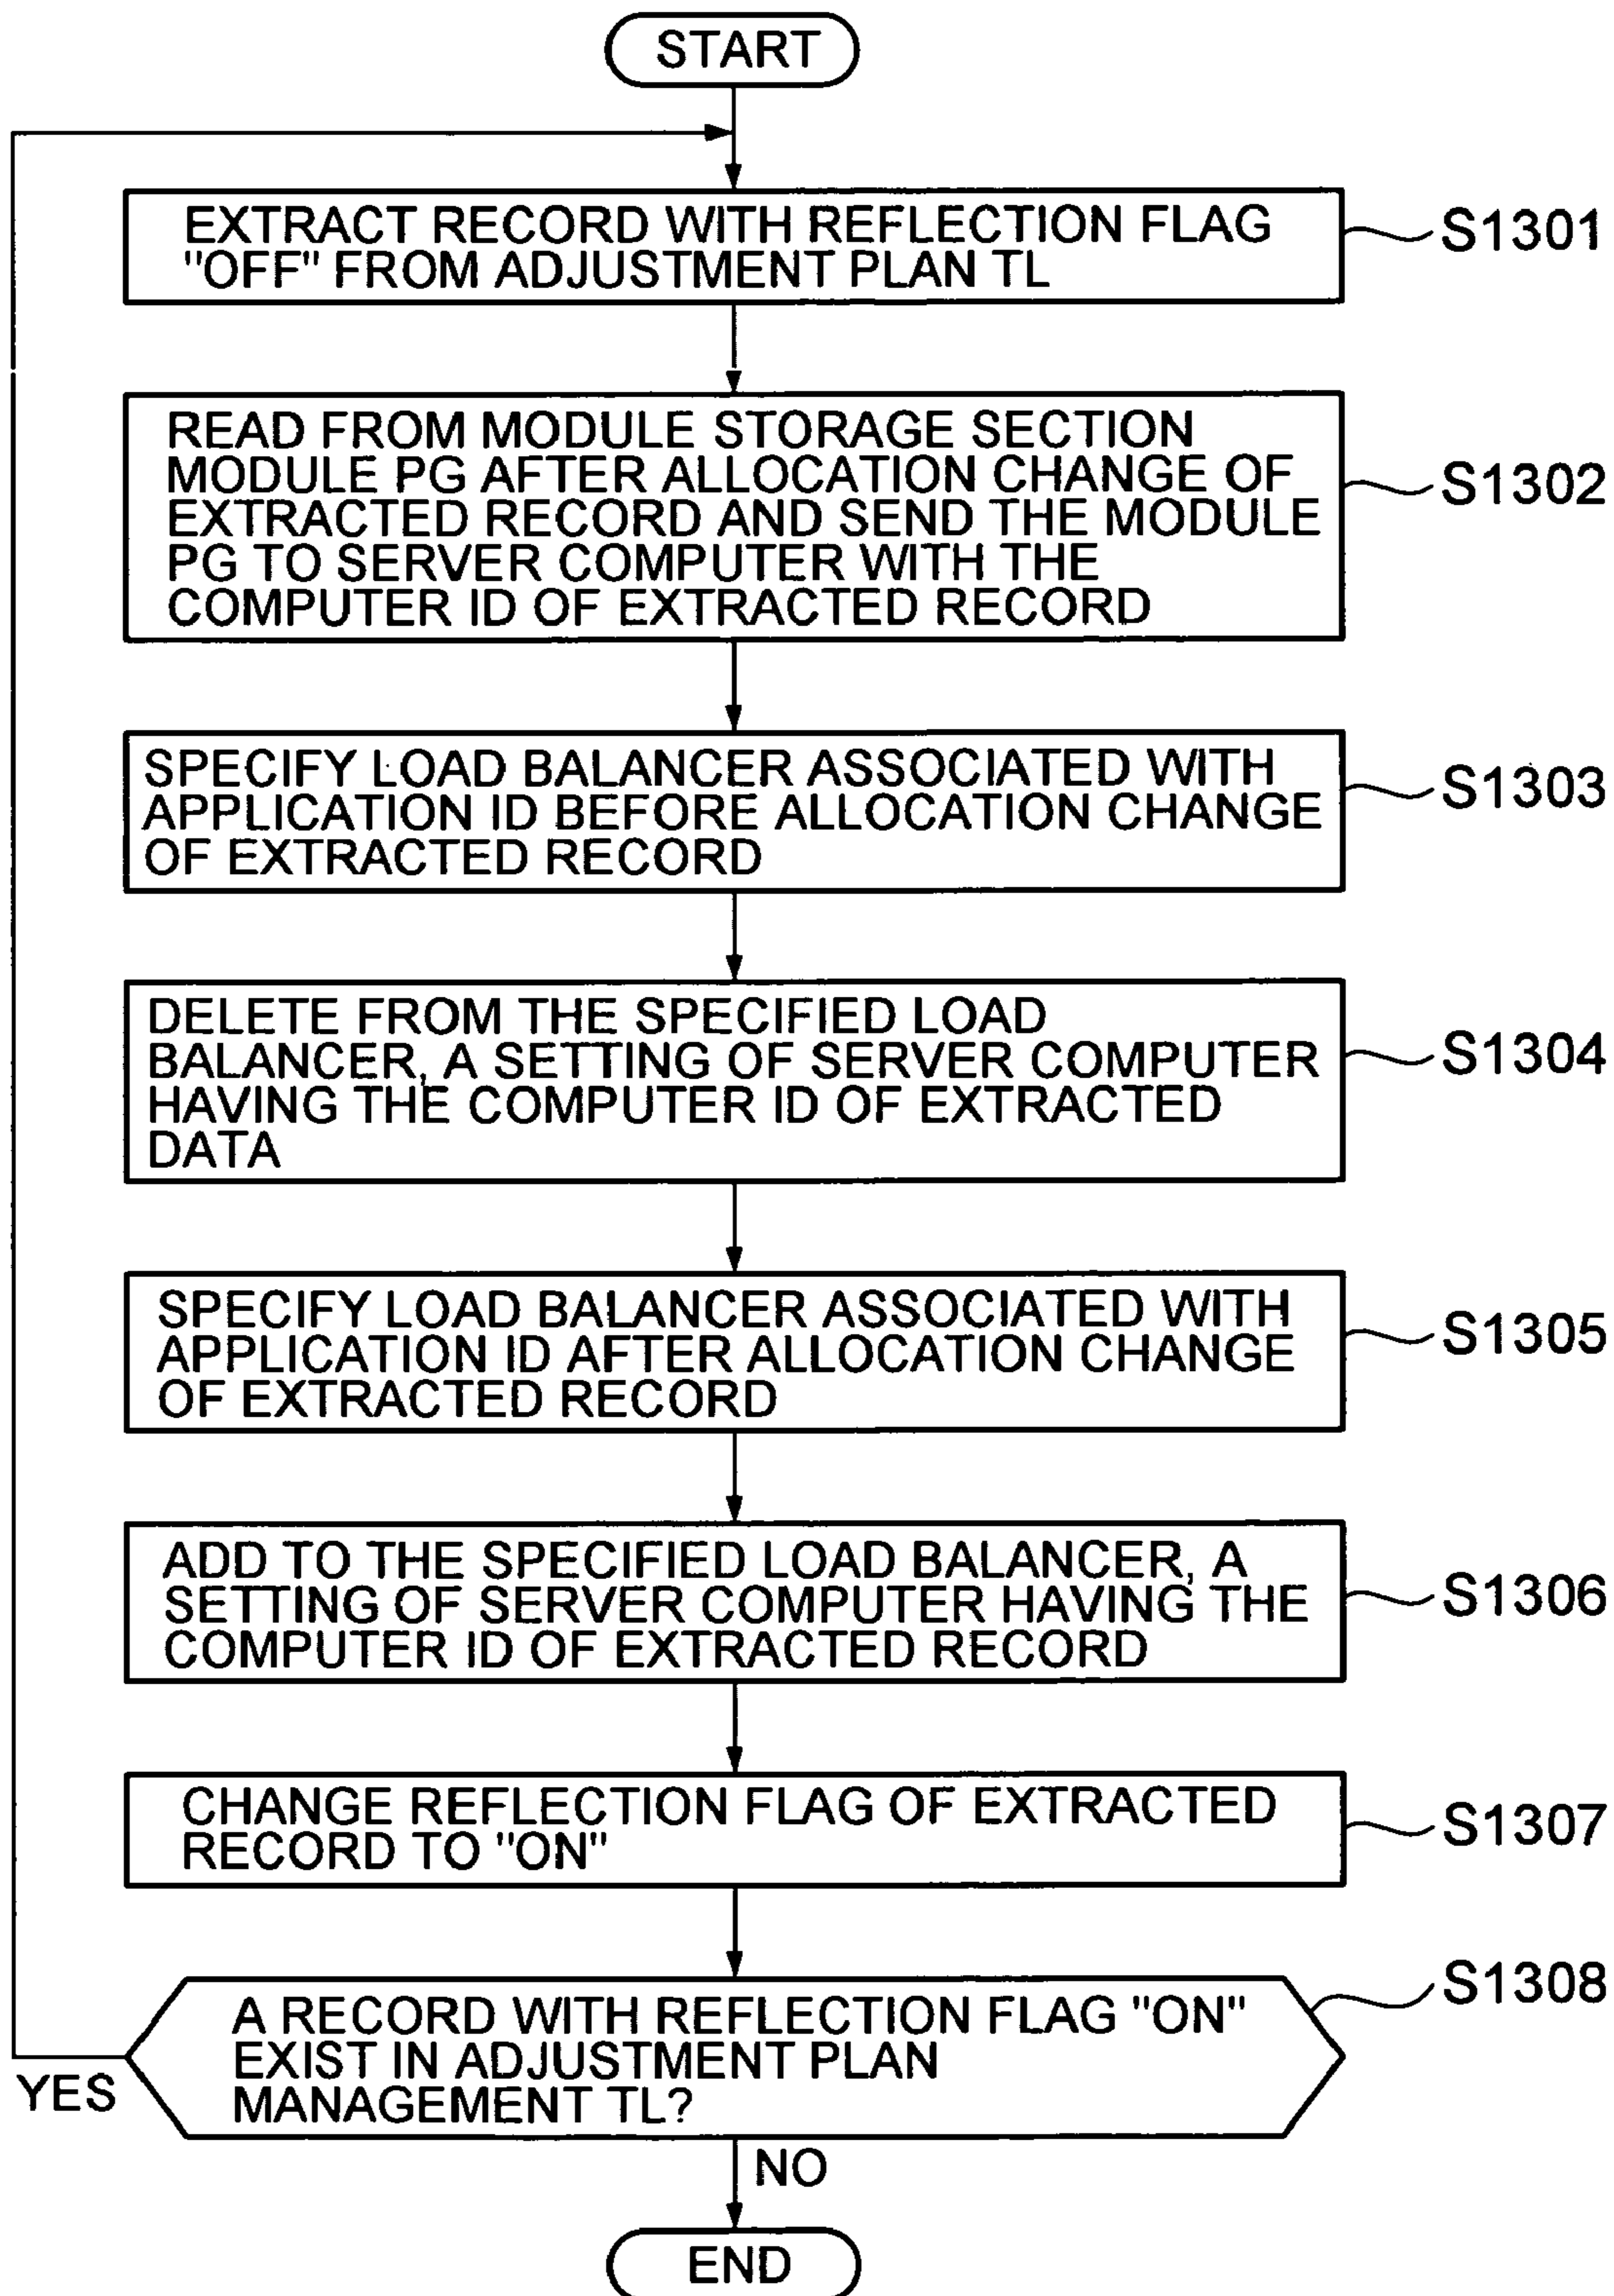 START
EXTRACT RECORD WITH REFLECTION FLAG
"OFF" FROM ADJUSTMENT PLAN TL
S1301
READ FROM MODULE STORAGE SECTION
MODULE PG AFTER ALLOCATION CHANGE OF
EXTRACTED RECORD AND SEND THE MODULE
PG TO SERVER COMPUTER WITH THE
COMPUTER ID OF EXTRACTED RECORD
S1302
SPECIFY LOAD BALANCER ASSOCIATED WITH
APPLICATION ID BEFORE ALLOCATION CHANGE
OF EXTRACTED RECORD
S1303
DELETE FROM THE SPECIFIED LOAD
BALANCER, A SETTING OF SERVER COMPUTER
HAVING THE COMPUTER ID OF EXTRACTED
DATA
S1304
SPECIFY LOAD BALANCER ASSOCIATED WITH
APPLICATION ID AFTER ALLOCATION CHANGE
OF EXTRACTED RECORD
S1305
ADD TO THE SPECIFIED LOAD BALANCER, A
SETTING OF SERVER COMPUTER HAVING THE
COMPUTER ID OF EXTRACTED RECORD
S1306
CHANGE REFLECTION FLAG OF EXTRACTED
RECORD TO "ON"
S1307
A RECORD WITH REFLECTION FLAG "ON"
EXIST IN ADJUSTMENT PLAN
MANAGEMENT TL?
S1308
YES
NO
END